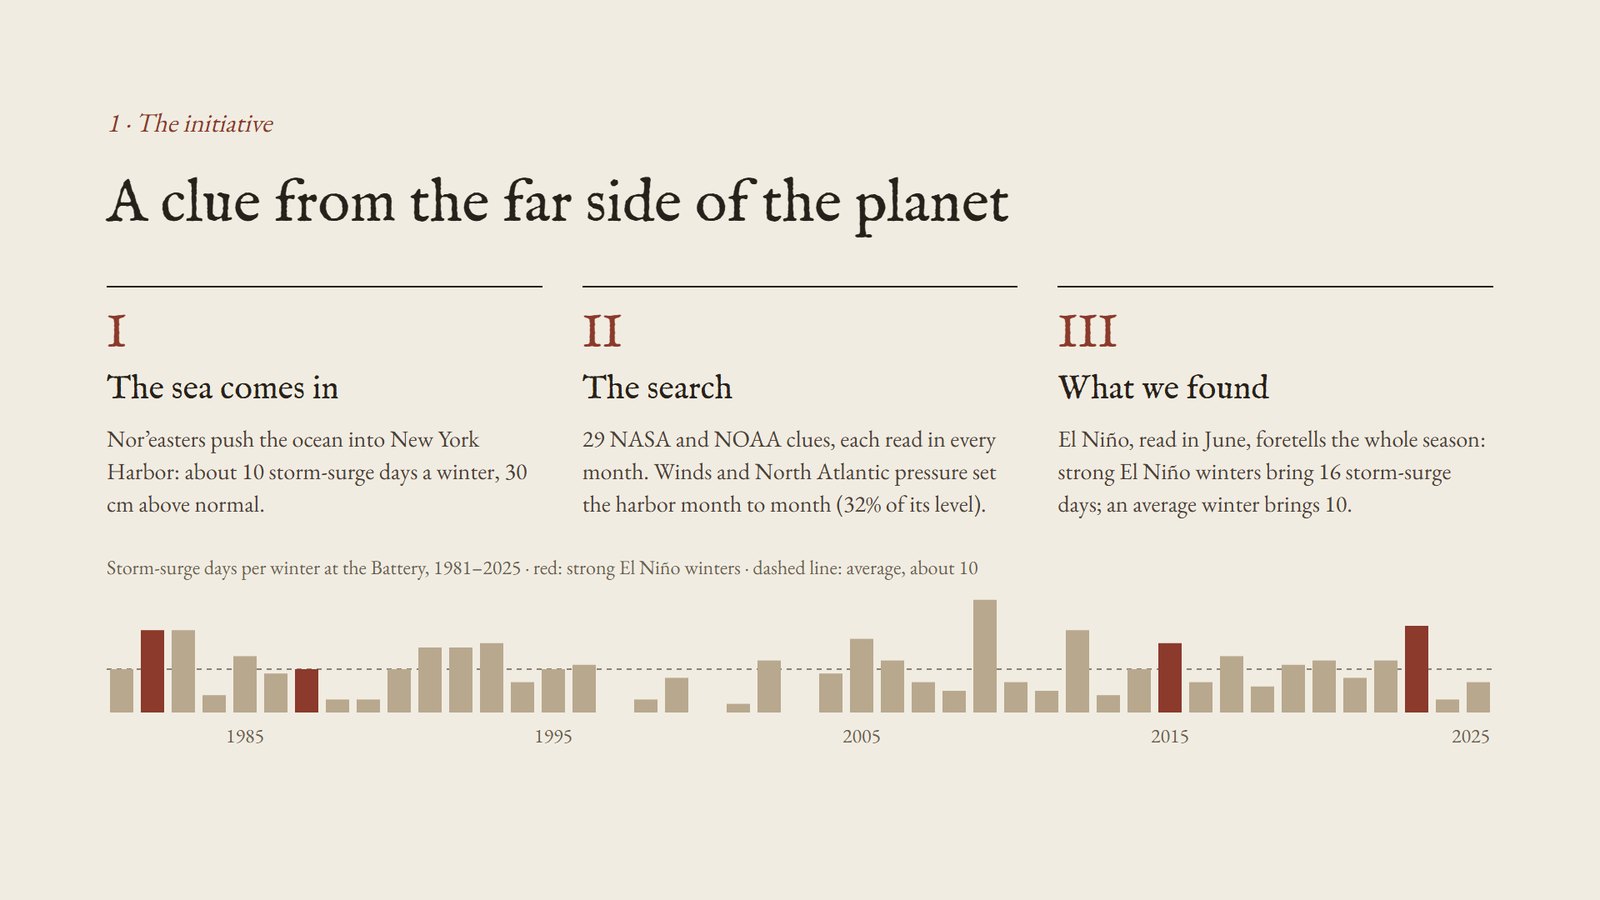 1 · The initiative
A clue from the far side of the planet
I
The sea comes in
Nor’easters push the ocean into New York
Harbor: about 10 storm-surge days a winter, 30
cm above normal.
II
The search
29 NASA and NOAA clues, each read in every
month. Winds and North Atlantic pressure set
the harbor month to month (32% of its level).
III
What we found
El Niño, read in June, foretells the whole season:
strong El Niño winters bring 16 storm-surge
days; an average winter brings 10.
Storm-surge days per winter at the Battery, 1981–2025 · red: strong El Niño winters · dashed line: average, about 10
1985 1995 2005 2015 2025